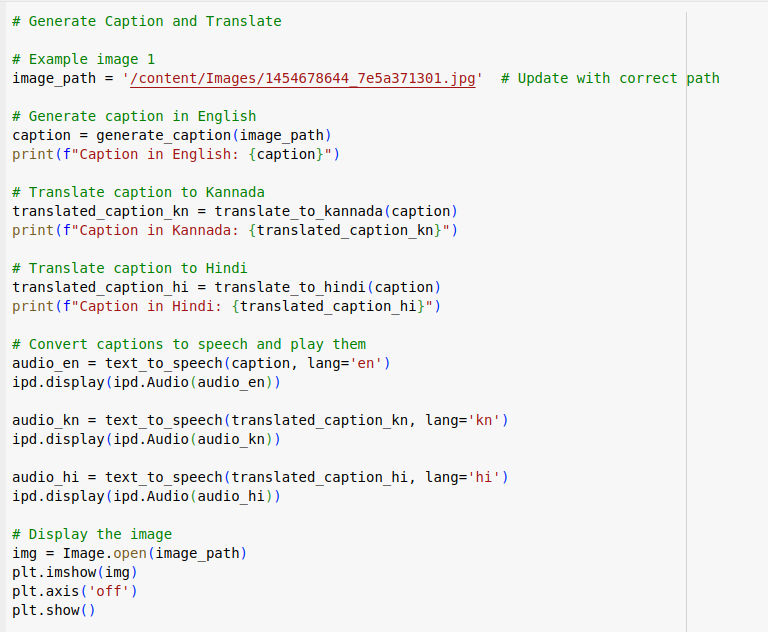 # Generate Caption and Translate
# Example image 1
image_path = '/content/Images/1454678644_7e5a371301.jpg'  # Update with correct path
# Generate caption in English
caption = generate_caption(image_path)
print(f"Caption in English: {caption}")
# Translate caption to Kannada
translated_caption_kn = translate_to_kannada(caption)
print(f"Caption in Kannada: {translated_caption_kn}")
# Translate caption to Hindi
translated_caption_hi = translate_to_hindi(caption)
print(f"Caption in Hindi: {translated_caption_hi}")
# Convert captions to speech and play them
audio_en = text_to_speech(caption, lang='en')
ipd.display(ipd.Audio(audio_en))
audio_kn = text_to_speech(translated_caption_kn, lang='kn')
ipd.display(ipd.Audio(audio_kn))
audio_hi = text_to_speech(translated_caption_hi, lang='hi')
ipd.display(ipd.Audio(audio_hi))
# Display the image
img = Image.open(image_path)
plt.imshow(img)
plt.axis('off')
plt.show()